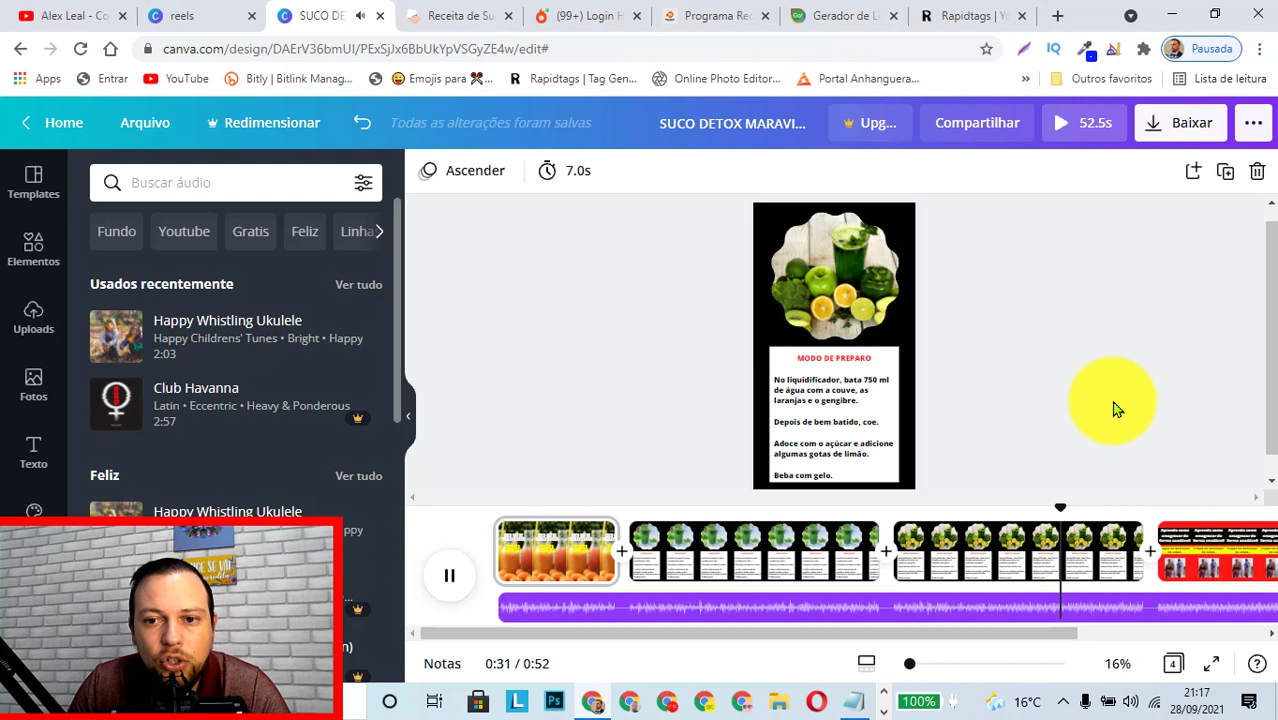 Alex Leal - C
reels
SUCO DET
Receita de Su
(99+) Login H
Programa Rec
Gerador de L
Rapidtags | Ya
canva.com/design/DAErV36bmUI/PExSjJx6BbUkYpVSGyZE4w/edit#
Pausada
Apps
Entrar
YouTube
Bitly | Bitlink Manag...
Emojis para
Rapidtags | Tag Gen...
Online Photo Editor...
Portal Anhanguera...
»
Outros favoritos
Lista de leitura
Home
Arquivo
Redimensionar
Todas as alterações foram salvas
SUCO DETOX MARAVI...
Upg...
Compartilhar
52.5s
Baixar
Templates
Elementos
Uploads
Fotos
Texto
Buscar áudio
Fundo
Youtube
Gratis
Feliz
Linha
Usados recentemente
Ver tudo
Happy Whistling Ukulele
Happy Childrens' Tunes • Bright • Happy
2:03
Club Havanna
Latin • Eccentric • Heavy & Ponderous
2:57
Feliz
Ver tudo
Happy Whistling Ukulele
Ascender
7.0s
MODO DE PREPARO
No liquidificador, bata 750 ml
de água com a couve, as
laranjas e o gengibre.
Depois de bem batido, coe.
Adoce com o açúcar e adicione
algumas gotas de limão.
Beba com gelo.
Notas
0:31 / 0:52
4
16%
100%
16°C
21:17
28/09/2021